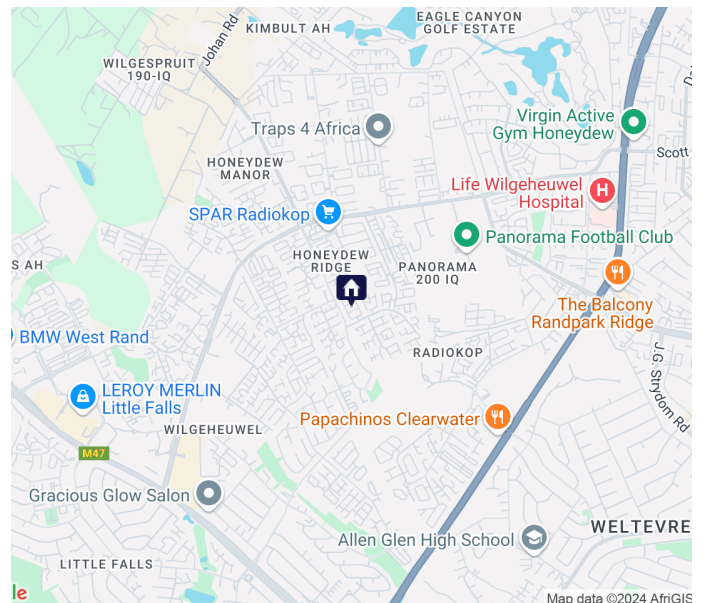 EAGLE CANYON
GOLF ESTATE
KIMBULT AH
Johan Rd
WILGESPRUIT
190-IQ
Virgin Active
Gym Honeydew
Traps 4 Africa
Scott
HONEYDEW
MANOR
Life Wilgeheuwel
Hospital
H
SPAR Radiokop
Panorama Football Club
HONEYDEW
RIDGE
PANORAMA
200 IQ
S AH
The Balcony
Randpark Ridge
BMW West Rand
RADIOKOP
J.G. Strydom Rd
LEROY MERLIN
Little Falls
Papachinos Clearwater
WILGEHEUWEL
M47
Gracious Glow Salon
WELTEVRE
Allen Glen High School
LITTLE FALLS
le
Map data ©2024 AfriGIS